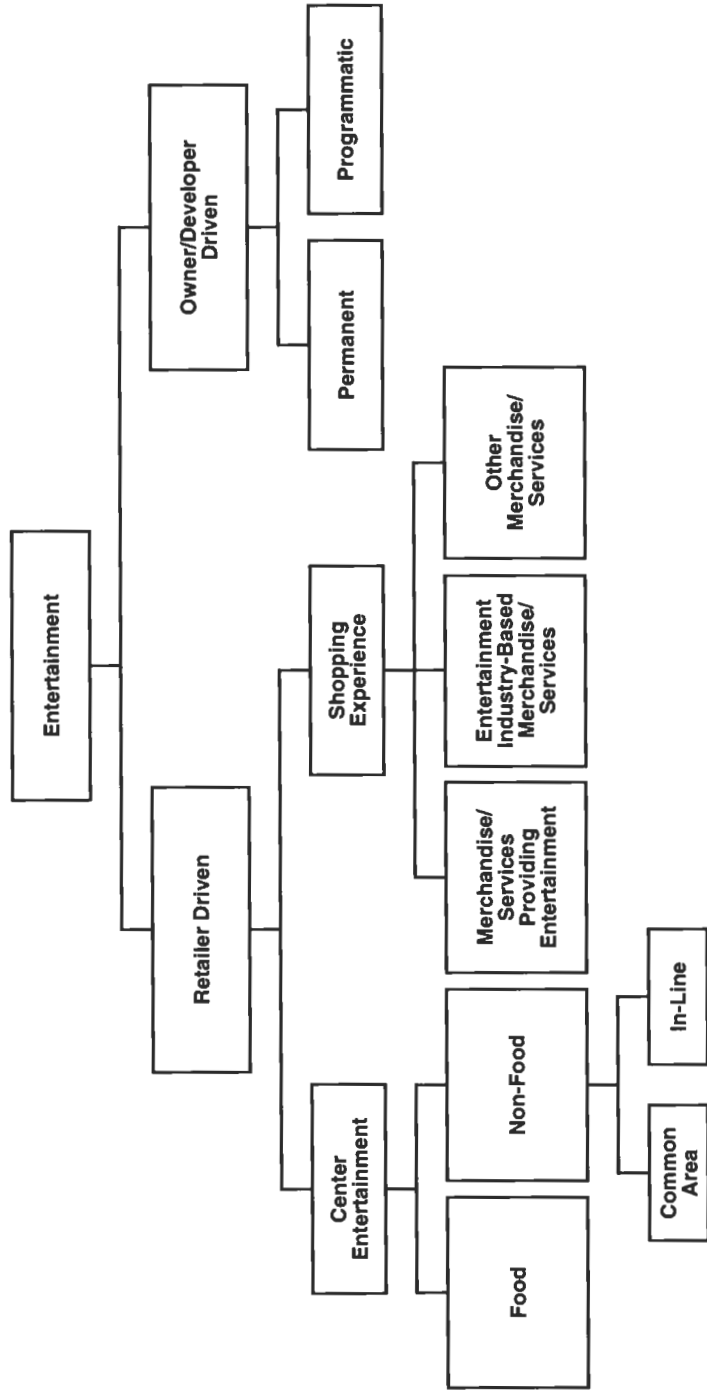 Entertainment
Retailer Driven
Owner/Developer
Driven
Center
Entertainment
Shopping
Experience
Permanent
Programmatic
Food
Non-Food
Merchandise/
Services
Providing
Entertainment
Entertainment
Industry-Based
Merchandise/
Services
Other
Merchandise/
Services
Common
Area
In-Line